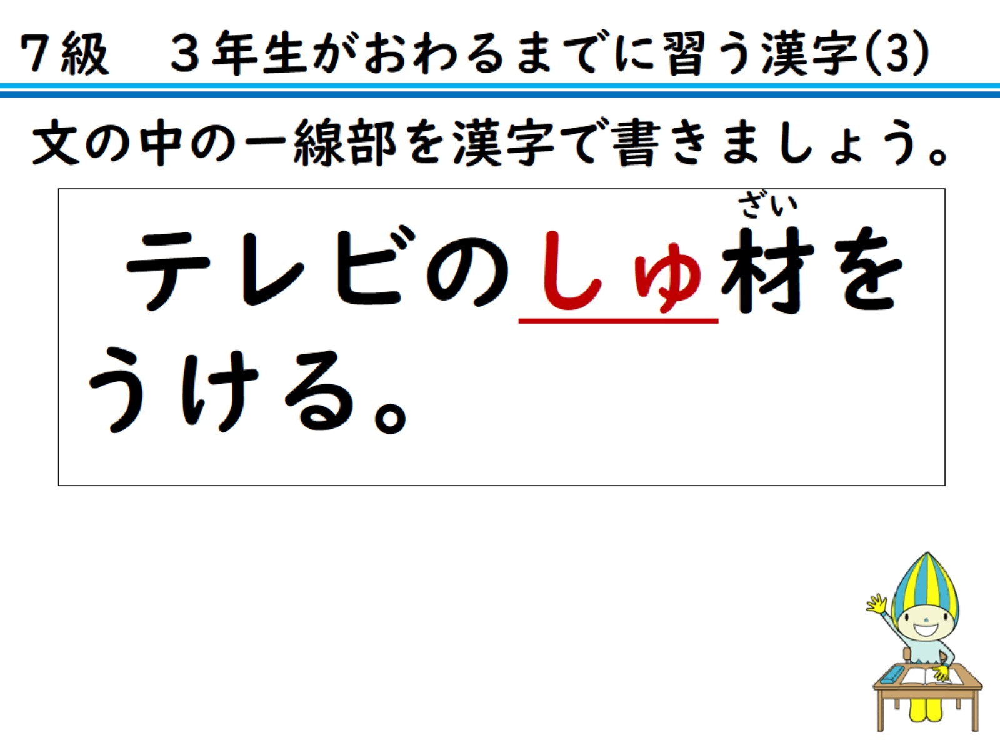 ７級　３年生がおわるまでに習う漢字(3)
文の中の一線部を漢字で書きましょう。
ざい
テレビのしゅ材を
うける。